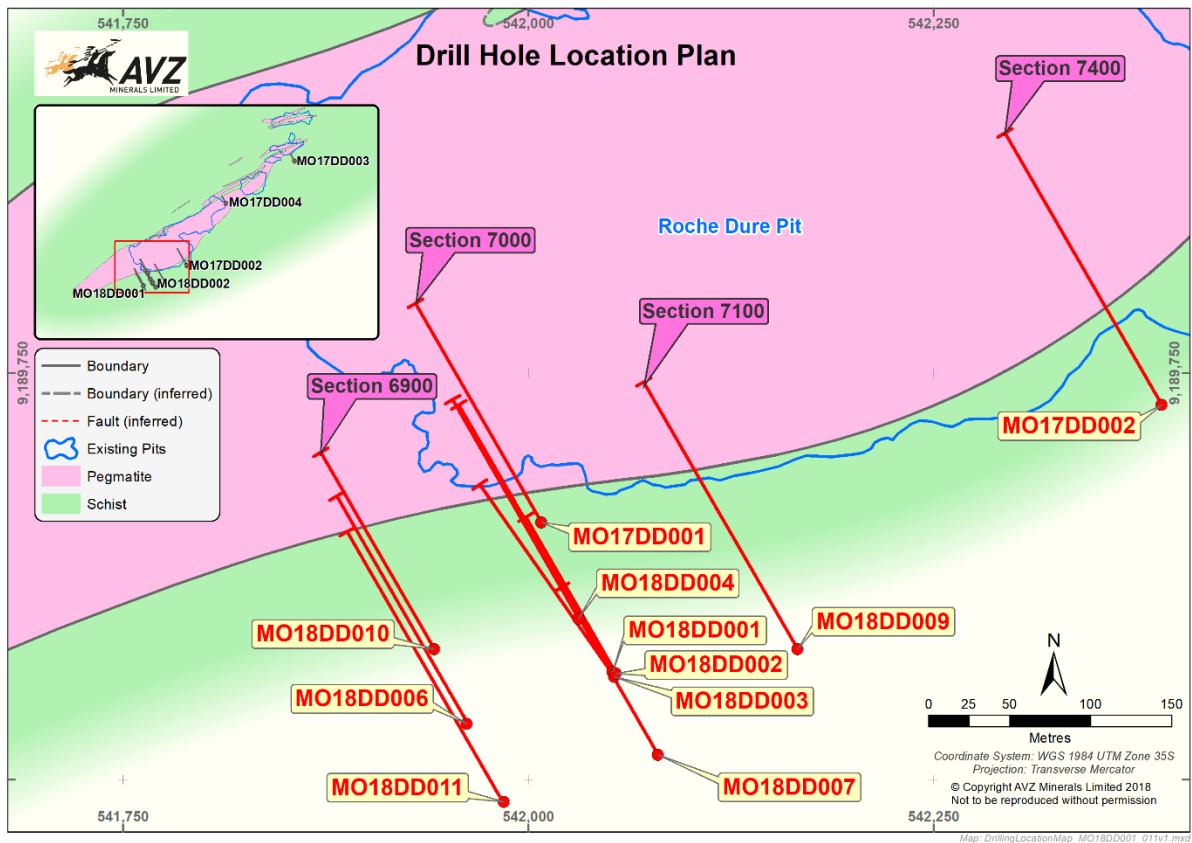 541,750
542,000
542,250
Drill Hole Location Plan
AVZ
MINERALS LIMITED
Section 7400
MO17DD003
MO17DD004
MO17DD002
MO18DD002
MO18DD001
Roche Dure Pit
Section 7000
Section 7100
Section 6900
9,189,750
9,189,750
Boundary
Boundary (inferred)
Fault (inferred)
Existing Pits
Pegmatite
Schist
MO17DD002
MO17DD001
MO18DD004
MO18DD001
MO18DD002
MO18DD003
MO18DD009
MO18DD010
MO18DD006
MO18DD011
MO18DD007
N
0 25 50 100 150
Metres
Coordinate System: WGS 1984 UTM Zone 35S
Projection: Transverse Mercator
© Copyright AVZ Minerals Limited 2018
Not to be reproduced without permission
541,750
542,000
542,250
Map: DrillingLocationMap_MO18DD001_011v1.mxd